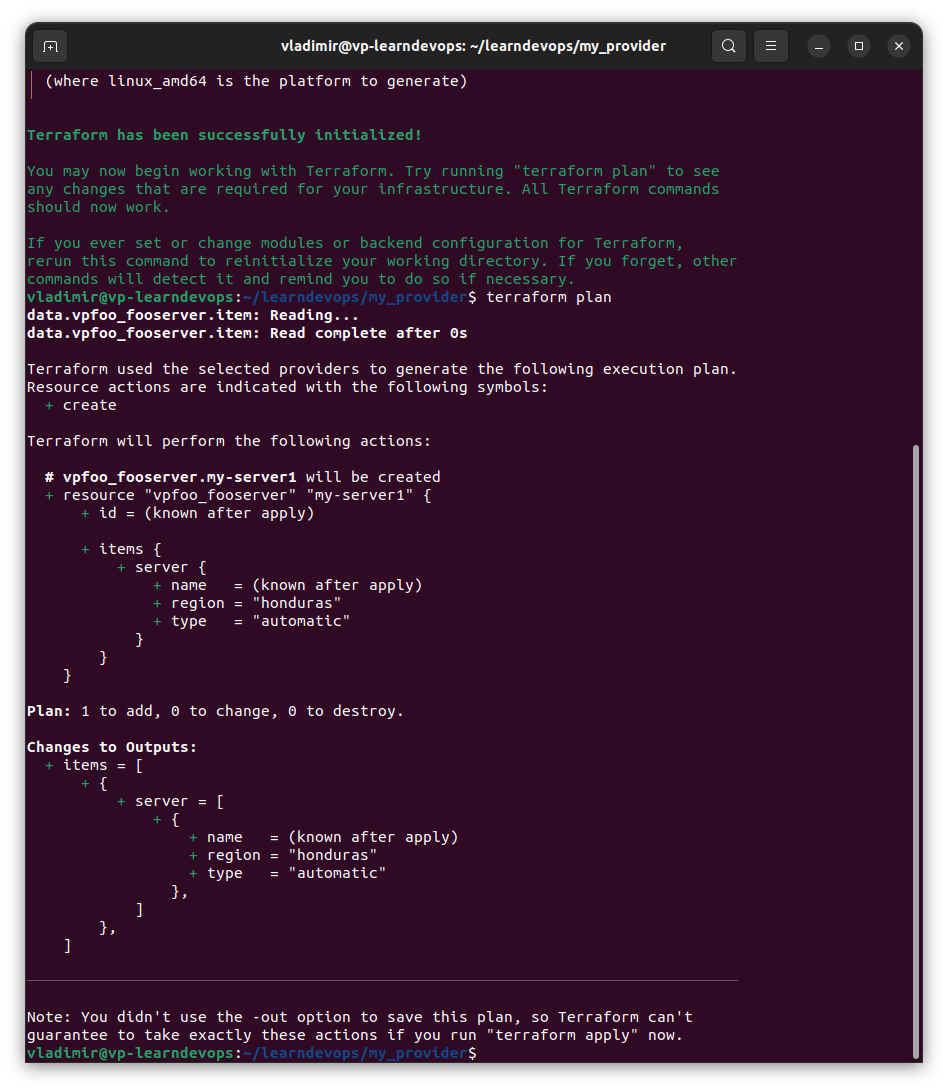 vladimir@vp-learndevops: ~/learndevops/my_provider
(where linux_amd64 is the platform to generate)
Terraform has been successfully initialized!
You may now begin working with Terraform. Try running "terraform plan" to see
any changes that are required for your infrastructure. All Terraform commands
should now work.
If you ever set or change modules or backend configuration for Terraform,
rerun this command to reinitialize your working directory. If you forget, other
commands will detect it and remind you to do so if necessary.
vladimir@vp-learndevops:~/learndevops/my_provider$ terraform plan
data.vpfoo_fooserver.item: Reading...
data.vpfoo_fooserver.item: Read complete after 0s
Terraform used the selected providers to generate the following execution plan.
Resource actions are indicated with the following symbols:
  + create
Terraform will perform the following actions:
  # vpfoo_fooserver.my-server1 will be created
  + resource "vpfoo_fooserver" "my-server1" {
      + id = (known after apply)
      + items {
          + server {
              + name   = (known after apply)
              + region = "honduras"
              + type   = "automatic"
            }
        }
    }
Plan: 1 to add, 0 to change, 0 to destroy.
Changes to Outputs:
  + items = [
      + {
          + server = [
              + {
                  + name   = (known after apply)
                  + region = "honduras"
                  + type   = "automatic"
                },
            ]
        },
    ]
Note: You didn't use the -out option to save this plan, so Terraform can't
guarantee to take exactly these actions if you run "terraform apply" now.
vladimir@vp-learndevops:~/learndevops/my_provider$